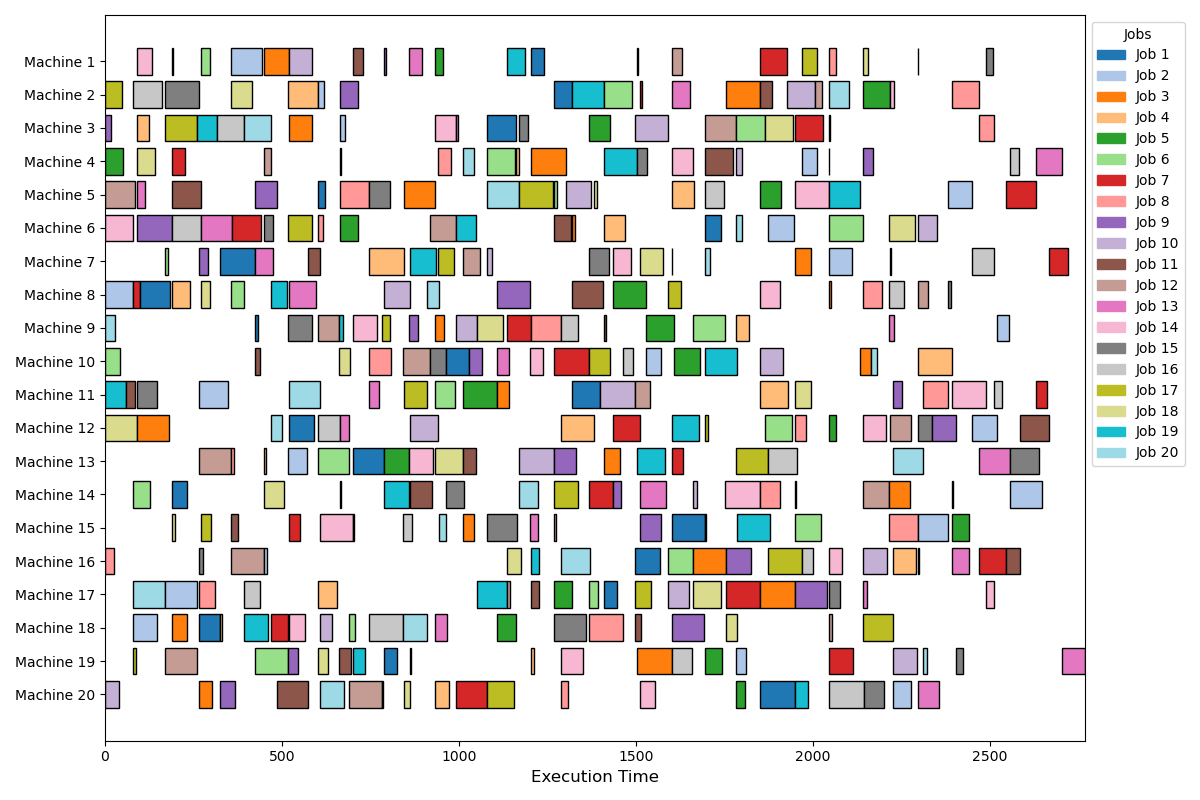 Machine 1
Machine 2
Machine 3
Machine 4
Machine 5
Machine 6
Machine 7
Machine 8
Machine 9
Machine 10
Machine 11
Machine 12
Machine 13
Machine 14
Machine 15
Machine 16
Machine 17
Machine 18
Machine 19
Machine 20
0 500 1000 1500 2000 2500
Execution Time
Jobs
Job 1
Job 2
Job 3
Job 4
Job 5
Job 6
Job 7
Job 8
Job 9
Job 10
Job 11
Job 12
Job 13
Job 14
Job 15
Job 16
Job 17
Job 18
Job 19
Job 20